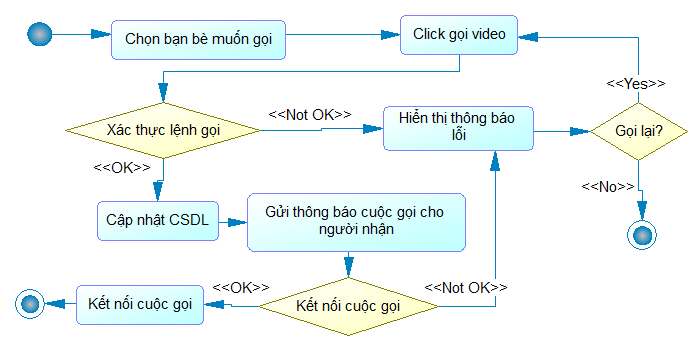 Chọn bạn bè muốn gọi
Click gọi video
<<Yes>>
Xác thực lệnh gọi
<<Not OK>>
Hiển thị thông báo
lỗi
Gọi lại?
<<OK>>
<<No>>
Cập nhật CSDL
Gửi thông báo cuộc gọi cho
người nhận
<<OK>>
<<Not OK>>
Kết nối cuộc gọi
Kết nối cuộc gọi